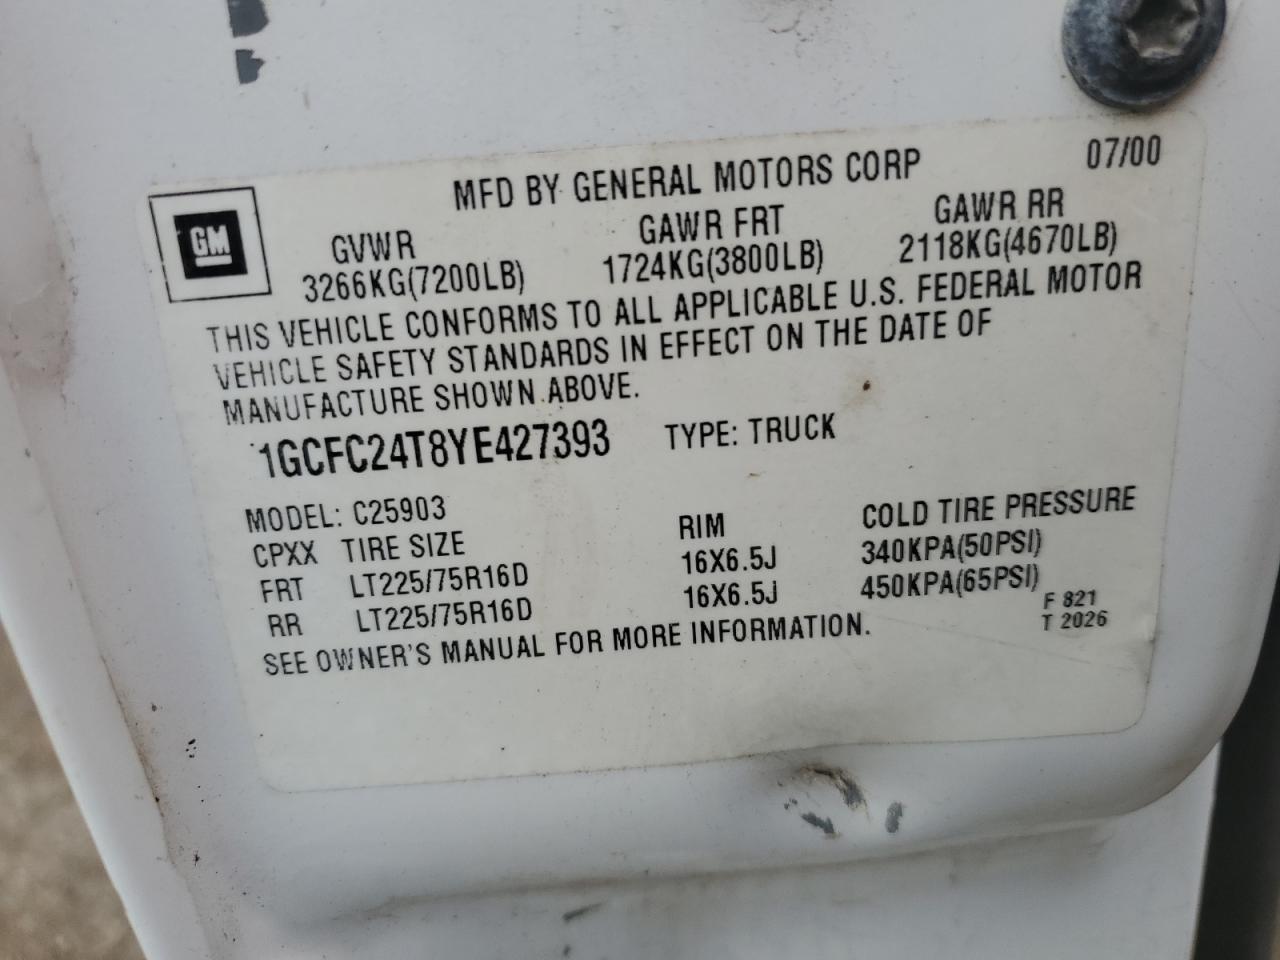 07/00
MFD BY GENERAL MOTORS CORP
GM
GVWR GAWR FRT GAWR RR
3266KG(7200LB) 1724KG(3800LB) 2118KG(4670LB)
THIS VEHICLE CONFORMS TO ALL APPLICABLE U.S. FEDERAL MOTOR
VEHICLE SAFETY STANDARDS IN EFFECT ON THE DATE OF
MANUFACTURE SHOWN ABOVE.
1GCFC24T8YE427393 TYPE: TRUCK
MODEL: C25903
CPXX TIRE SIZE RIM COLD TIRE PRESSURE
FRT LT225/75R16D 16X6.5J 340KPA(50PSI)
RR LT225/75R16D 16X6.5J 450KPA(65PSI)
SEE OWNER'S MANUAL FOR MORE INFORMATION.
F 821
T 2026